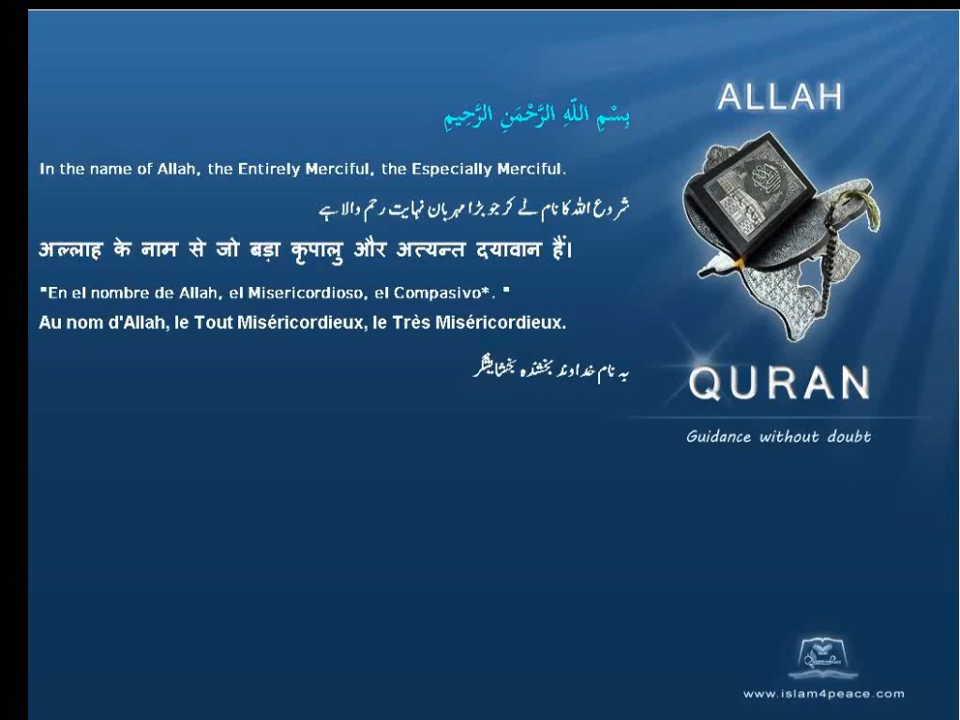 بِسْمِ اللَّهِ الرَّحْمَنِ الرَّحِيمِ
In the name of Allah, the Entirely Merciful, the Especially Merciful.
شروع الله کا نام لے کر جو بڑا مہربان نہایت رحم والا ہے
अल्लाह के नाम से जो बड़ा कृपालु और अत्यन्त दयावान हैं।
"En el nombre de Allah, el Misericordioso, el Compasivo*. "
Au nom d'Allah, le Tout Miséricordieux, le Très Miséricordieux.
به نام خداوند بخشنده بخشایشگر
ALLAH
QURAN
Guidance without doubt
www.islam4peace.com